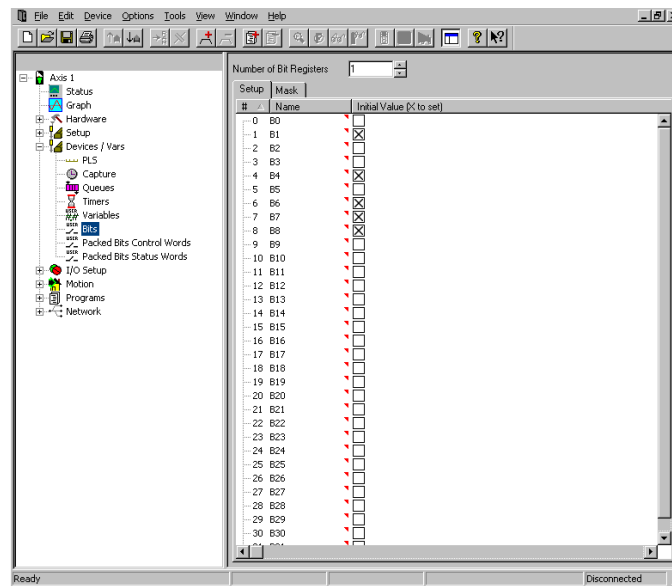 File Edit Device Options Tools View Window Help
Axis 1
Status
Graph
Hardware
Setup
Devices / Vars
PLS
Capture
Queues
Timers
Variables
Bits
Packed Bits Control Words
Packed Bits Status Words
I/O Setup
Motion
Programs
Network
Number of Bit Registers 1
Setup Mask
# Name Initial Value (X to set)
0 B0
1 B1
2 B2
3 B3
4 B4
5 B5
6 B6
7 B7
8 B8
9 B9
10 B10
11 B11
12 B12
13 B13
14 B14
15 B15
16 B16
17 B17
18 B18
19 B19
20 B20
21 B21
22 B22
23 B23
24 B24
25 B25
26 B26
27 B27
28 B28
29 B29
30 B30
Ready Disconnected